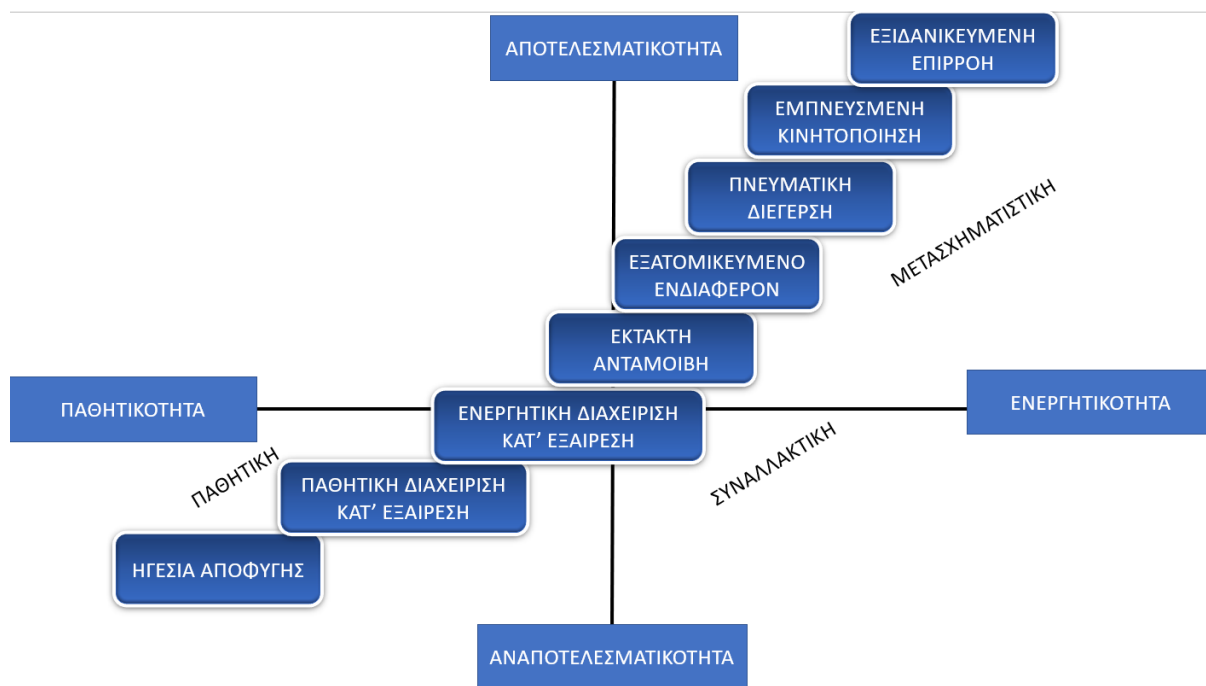 ΕΞΙΔΑΝΙΚΕΥΜΕΝΗ
ΕΠΙΡΡΟΗ
ΑΠΟΤΕΛΕΣΜΑΤΙΚΟΤΗΤΑ
ΕΜΠΝΕΥΣΜΕΝΗ
ΚΙΝΗΤΟΠΟΙΗΣΗ
ΠΝΕΥΜΑΤΙΚΗ
ΔΙΕΓΕΡΣΗ
ΜΕΤΑΣΧΗΜΑΤΙΣΤΙΚΗ
ΕΞΑΤΟΜΙΚΕΥΜΕΝΟ
ΕΝΔΙΑΦΕΡΟΝ
ΕΚΤΑΚΤΗ
ΑΝΤΑΜΟΙΒΗ
ΠΑΘΗΤΙΚΟΤΗΤΑ
ΕΝΕΡΓΗΤΙΚΗ ΔΙΑΧΕΙΡΙΣΗ
ΚΑΤ’ ΕΞΑΙΡΕΣΗ
ΕΝΕΡΓΗΤΙΚΟΤΗΤΑ
ΠΑΘΗΤΙΚΗ
ΣΥΝΑΛΛΑΚΤΙΚΗ
ΠΑΘΗΤΙΚΗ ΔΙΑΧΕΙΡΙΣΗ
ΚΑΤ’ ΕΞΑΙΡΕΣΗ
ΗΓΕΣΙΑ ΑΠΟΦΥΓΗΣ
ΑΝΑΠΟΤΕΛΕΣΜΑΤΙΚΟΤΗΤΑ